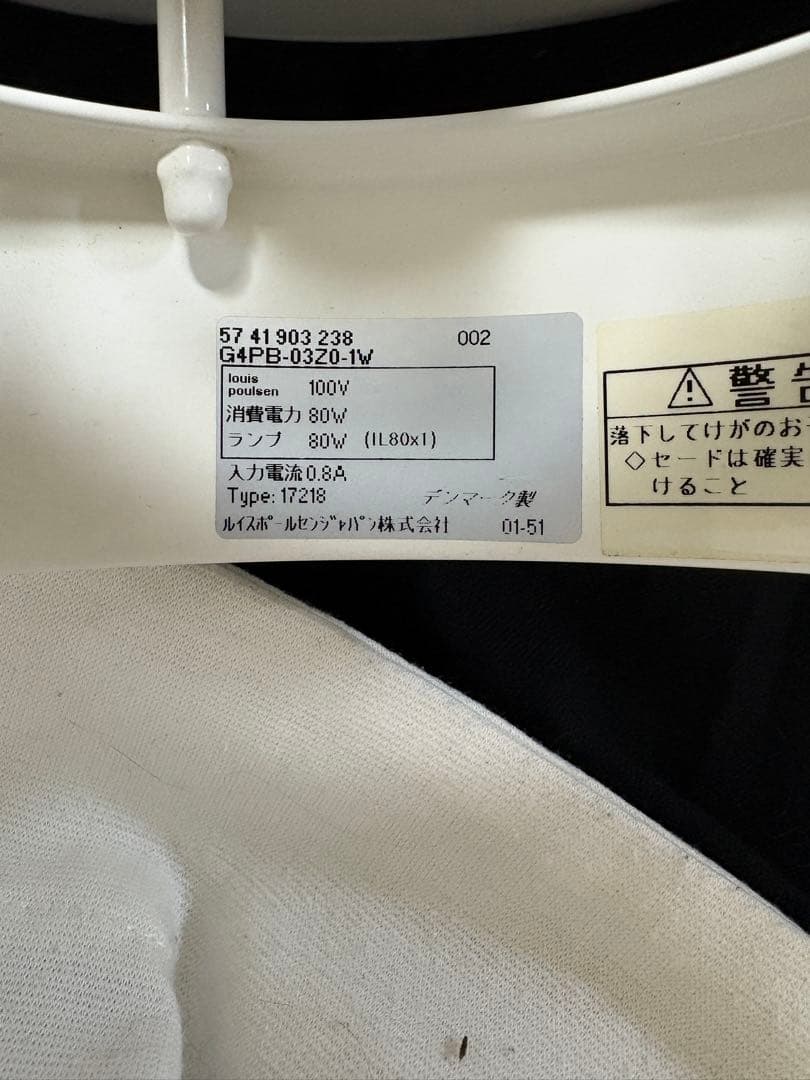 57 41 903 238 002
G4PB-03Z0-1W
louis
poulsen 100V
消費電力 80W
ランプ 80W (IL80x1)
入力電流 0.8A
Type: 17218 デンマーク製
ルイスポールセンジャパン株式会社 01-51
⚠ 警告
落下してけがのお
◇セードは確実
けること